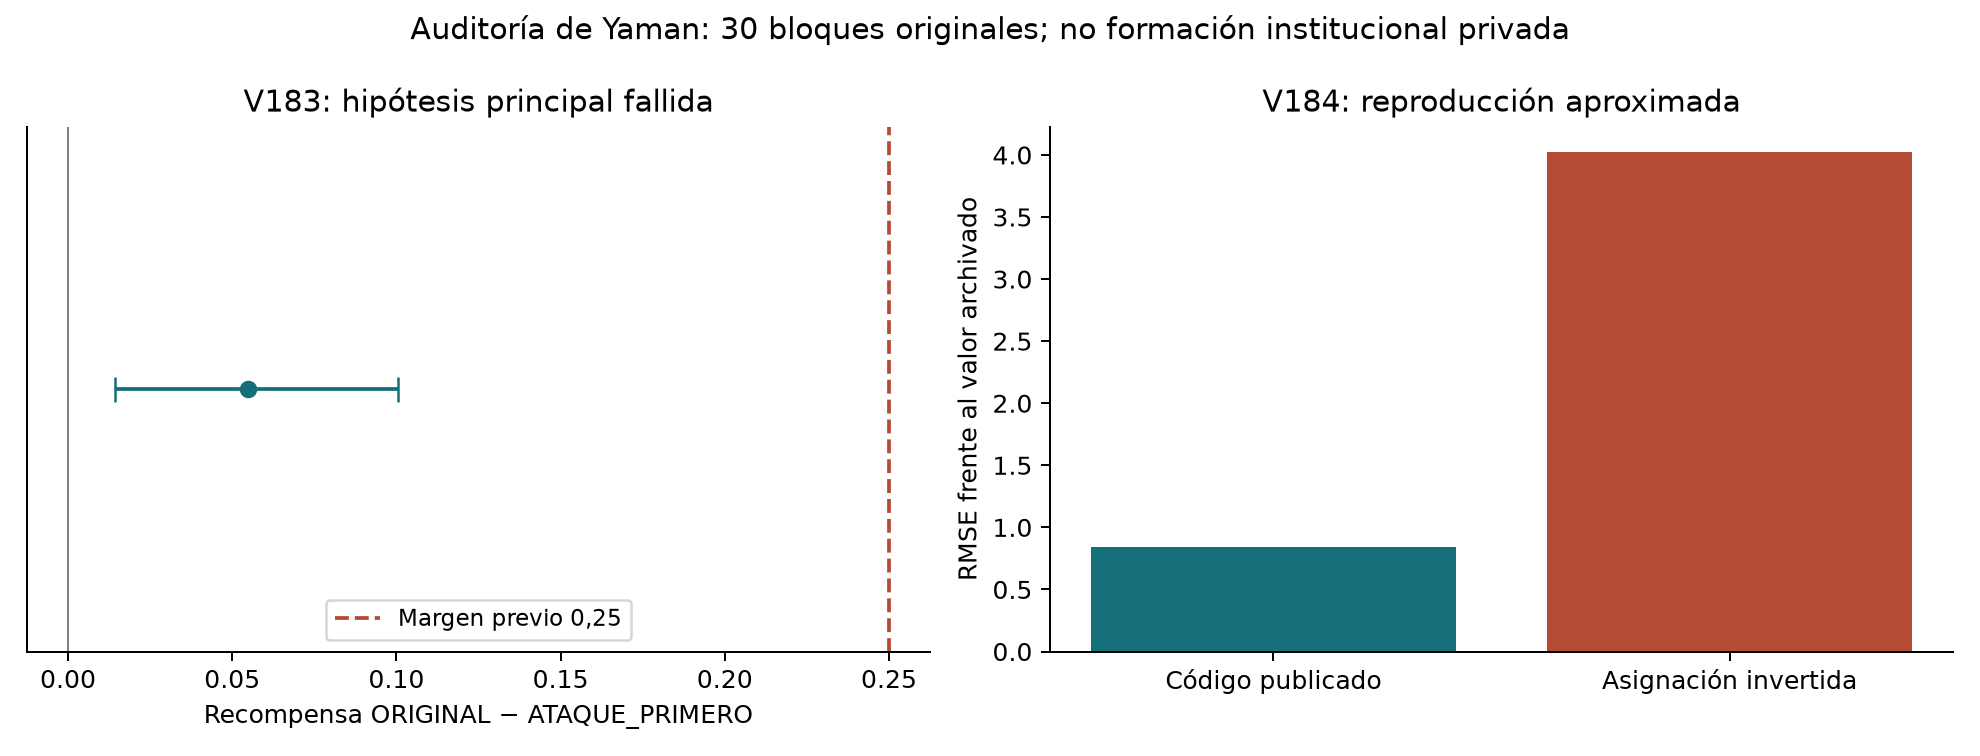 Auditoría de Yaman: 30 bloques originales; no formación institucional privada
V183: hipótesis principal fallida
Margen previo 0,25
0.00 0.05 0.10 0.15 0.20 0.25
Recompensa ORIGINAL − ATAQUE_PRIMERO
V184: reproducción aproximada
RMSE frente al valor archivado
4.0
3.5
3.0
2.5
2.0
1.5
1.0
0.5
0.0
Código publicado Asignación invertida